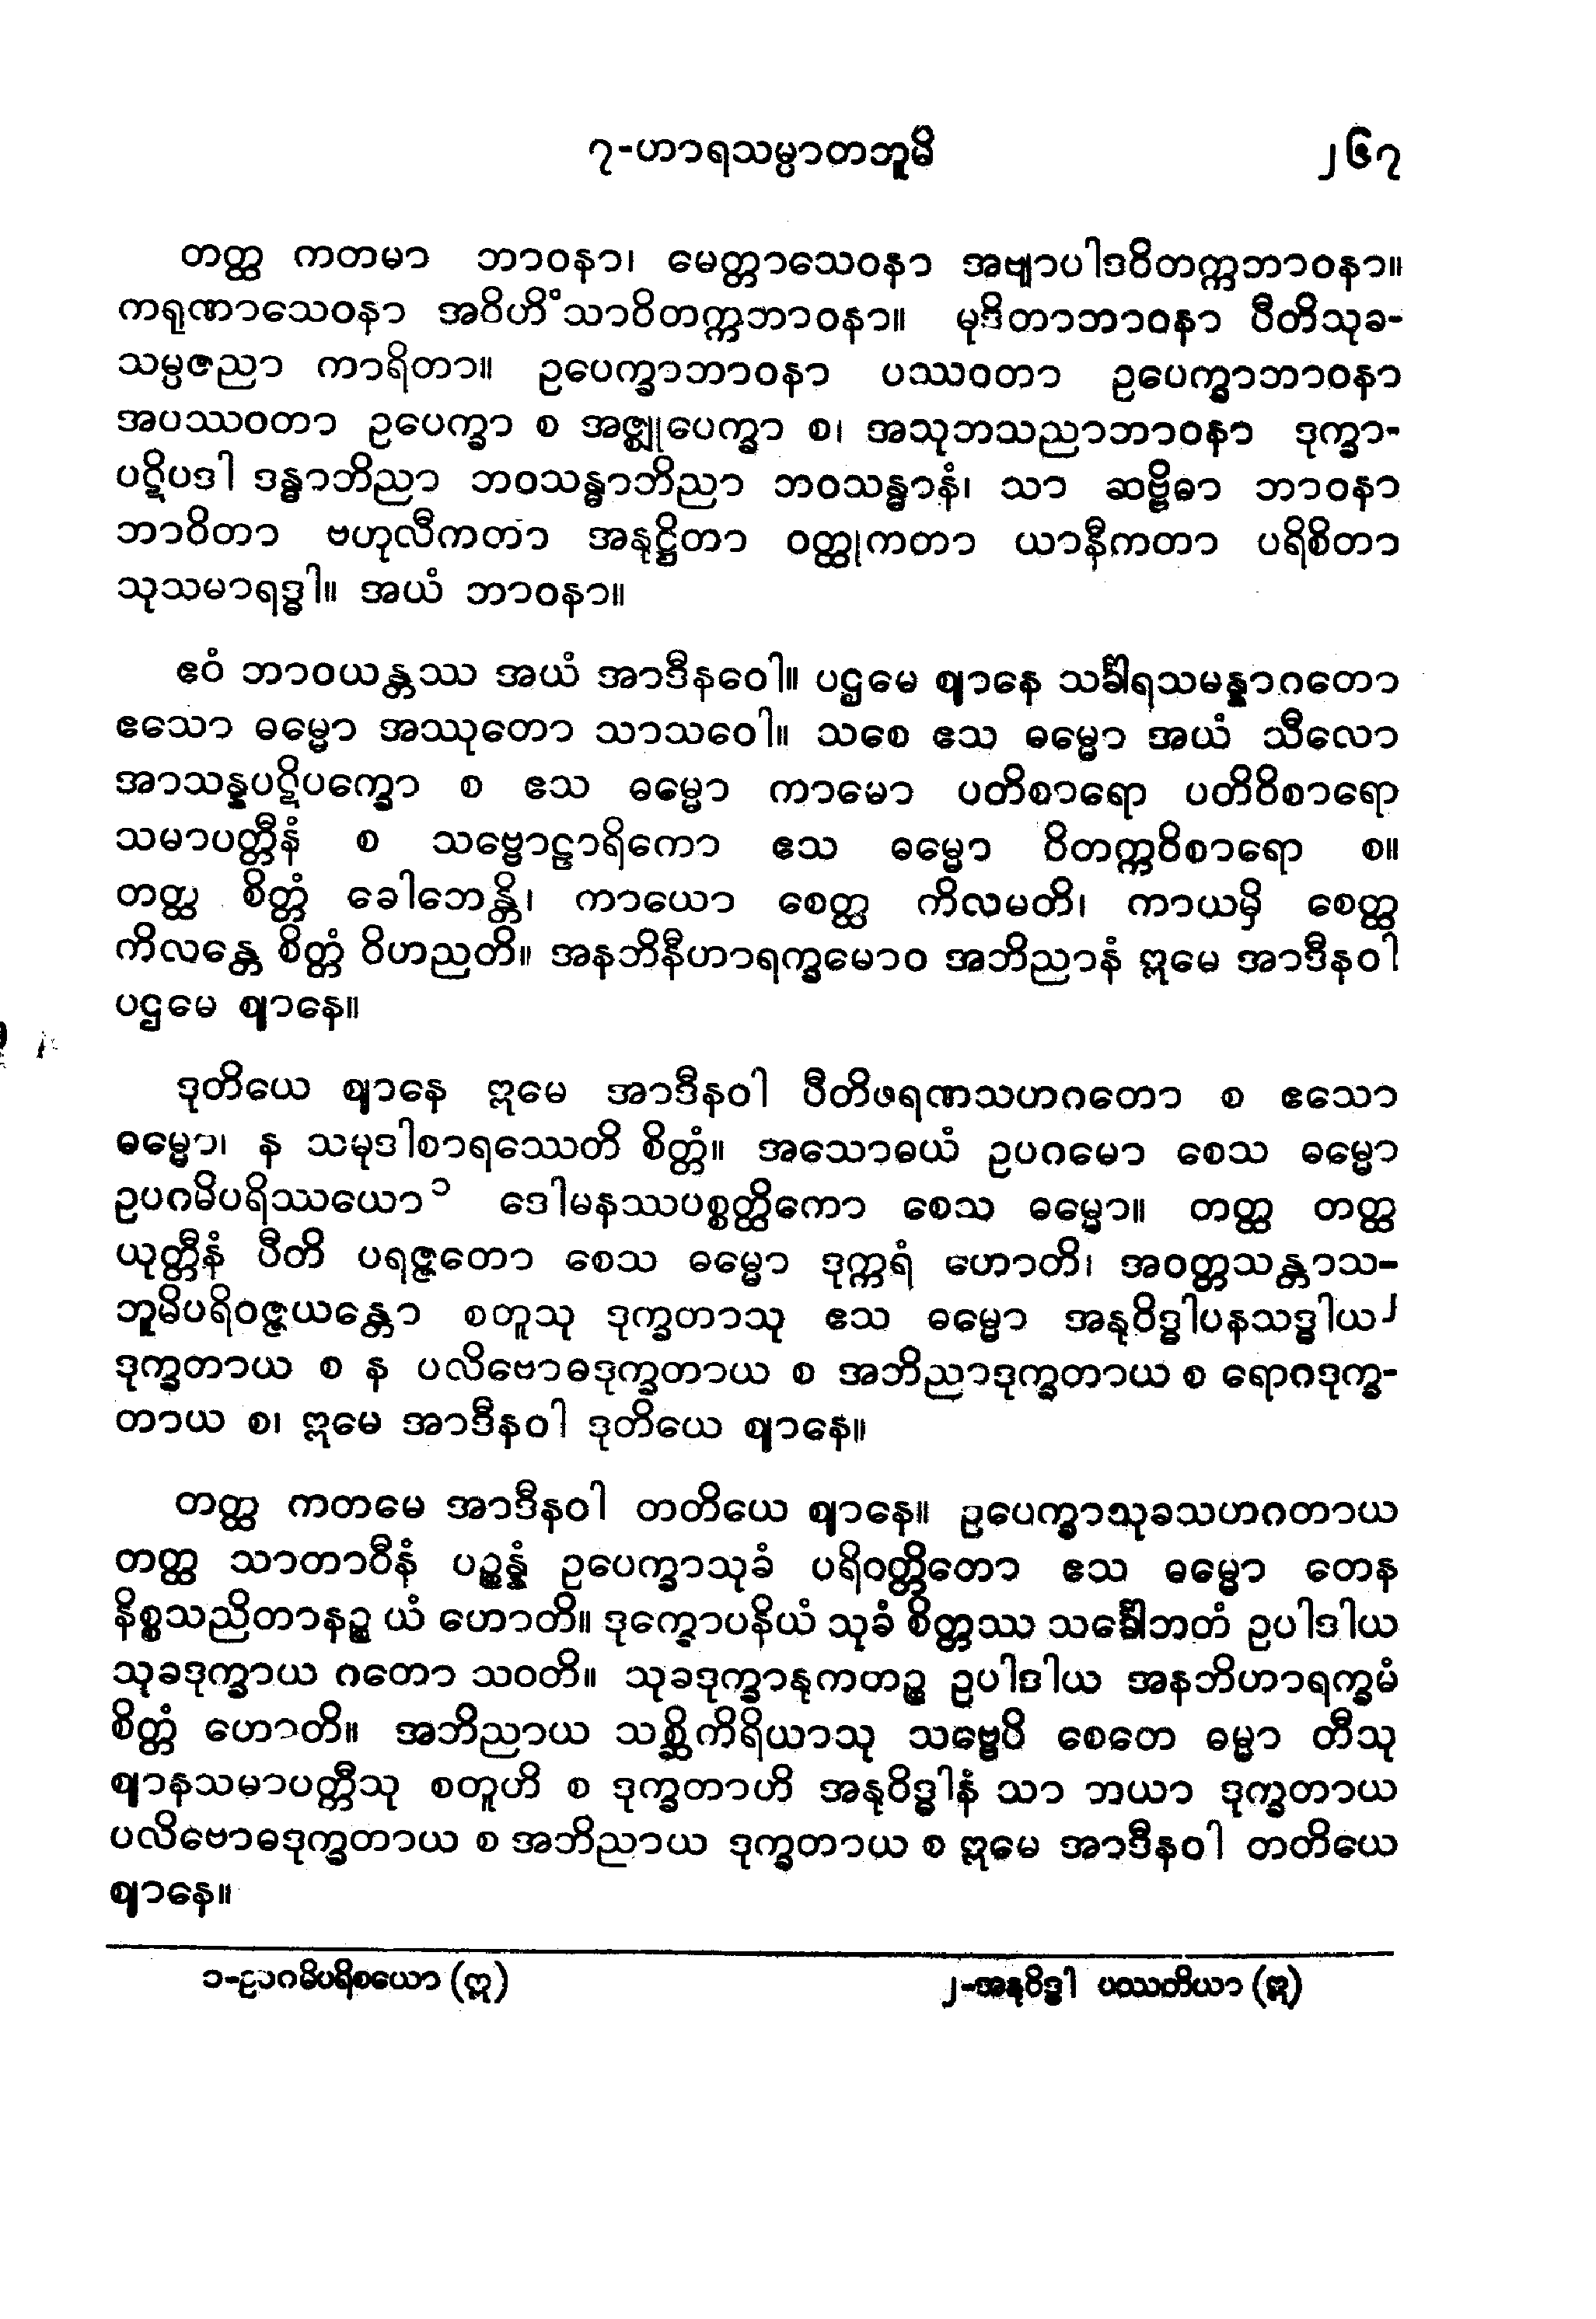 ၇-ဟာရသမ္ပာတဘူမိ ၂၆၇
တတ္ထ ကတမာ ဘာဝနာ၊ မေတ္တာသေဝနာ အဗျာပါဒဝိတက္ကဘာဝနာ။
ကရုဏာသေဝနာ အဝိဟိံသာဝိတက္ကဘာဝနာ။ မုဒိတာဘာဝနာ ပီတိသုခ-
သမ္ပဇညာ ကာရိတာ။ ဥပေက္ခာဘာဝနာ ပဿဝတာ ဥပေက္ခာဘာဝနာ
အပဿဝတာ ဥပေက္ခာ စ အဇ္ဈုပေက္ခာ စ၊ အသုဘသညာဘာဝနာ ဒုက္ခာ-
ပဋိပဒါ ဒန္ဓာဘိညာ ဘဝသန္ဓာဘိညာ ဘဝသန္ဓာနံ၊ သာ ဆဗ္ဗိဓာ ဘာဝနာ
ဘာဝိတာ ဗဟုလီကတာ အနုဋ္ဌိတာ ဝတ္ထုကတာ ယာနီကတာ ပရိစိတာ
သုသမာရဒ္ဓါ။ အယံ ဘာဝနာ။
ဧဝံ ဘာဝယန္တဿ အယံ အာဒီနဝေါ။ ပဌမေ ဈာနေ သင်္ခါရသမန္နာဂတော
ဧသော ဓမ္မော အဿုတော သာသဝေါ။ သစေ ဧသ ဓမ္မော အယံ သီလော
အာသန္နပဋိပက္ခော စ ဧသ ဓမ္မော ကာမော ပတိစာရော ပတိဝိစာရော
သမာပတ္တီနံ စ သဗ္ဗောဠာရိကော ဧသ ဓမ္မော ဝိတက္ကဝိစာရော စ။
တတ္ထ စိတ္တံ ခေါဘေန္တိ၊ ကာယော စေတ္ထ ကိလမတိ၊ ကာယမှိ စေတ္ထ
ကိလန္တေ စိတ္တံ ဝိဟညတိ။ အနဘိနီဟာရက္ခမောဝ အဘိညာနံ ဣမေ အာဒီနဝါ
ပဌမေ ဈာနေ။
ဒုတိယေ ဈာနေ ဣမေ အာဒီနဝါ ပီတိဖရဏသဟဂတော စ ဧသော
ဓမ္မော၊ န သမုဒါစာရဿေတိ စိတ္တံ။ အသောဓယံ ဥပဂမော စေသ ဓမ္မော
ဥပဂမိပရိဿယော၁ ဒေါမနဿပစ္စတ္ထိကော စေသ ဓမ္မော။ တတ္ထ တတ္ထ
ယုတ္တီနံ ပီတိ ပရဇ္ဇတော စေသ ဓမ္မော ဒုက္ကရံ ဟောတိ၊ အဝတ္တသန္တာသ-
ဘူမိပရိဝဇ္ဇယန္တော စတူသု ဒုက္ခတာသု ဧသ ဓမ္မော အနုဝိဒ္ဓါပနသဒ္ဓါယ၂
ဒုက္ခတာယ စ န ပလိဗောဓဒုက္ခတာယ စ အဘိညာဒုက္ခတာယ စ ရောဂဒုက္ခ-
တာယ စ၊ ဣမေ အာဒီနဝါ ဒုတိယေ ဈာနေ။
တတ္ထ ကတမေ အာဒီနဝါ တတိယေ ဈာနေ။ ဥပေက္ခာသုခသဟဂတာယ
တတ္ထ သာတာဝီနံ ပဉ္စန္နံ ဥပေက္ခာသုခံ ပရိဝတ္တိတော ဧသ ဓမ္မော တေန
နိစ္စသညိတာနဉ္စ ယံ ဟောတိ။ ဒုက္ခောပနိယံ သုခံ စိတ္တဿ သင်္ခေါဘတံ ဥပါဒါယ
သုခဒုက္ခာယ ဂတော သဝတိ။ သုခဒုက္ခာနုကတဉ္စ ဥပါဒါယ အနဘိဟာရက္ခမံ
စိတ္တံ ဟောတိ။ အဘိညာယ သစ္ဆိကိရိယာသု သဗ္ဗေပိ စေတေ ဓမ္မာ တီသု
ဈာနသမာပတ္တီသု စတူဟိ စ ဒုက္ခတာဟိ အနုဝိဒ္ဓါနံ သာ ဘယာ ဒုက္ခတာယ
ပလိဗောဓဒုက္ခတာယ စ အဘိညာယ ဒုက္ခတာယ စ ဣမေ အာဒီနဝါ တတိယေ
ဈာနေ။
၁-ဥပဂမိပရိစယော (ဣ) ၂-အနုဝိဒ္ဓါ ပဿတိယာ (ဣ)